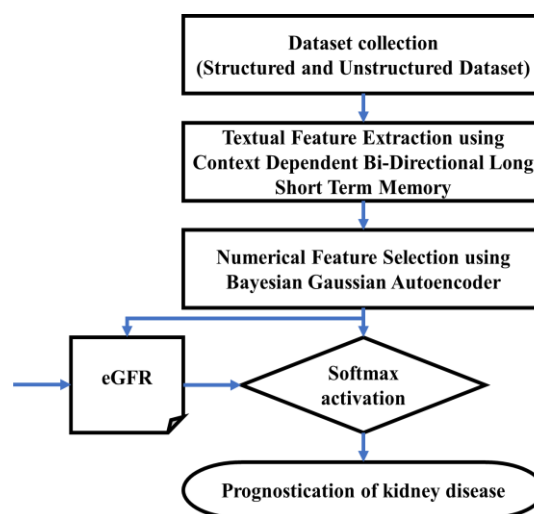 Dataset collection
(Structured and Unstructured Dataset)
Textual Feature Extraction using
Context Dependent Bi-Directional Long
Short Term Memory
Numerical Feature Selection using
Bayesian Gaussian Autoencoder
eGFR
Softmax
activation
Prognostication of kidney disease